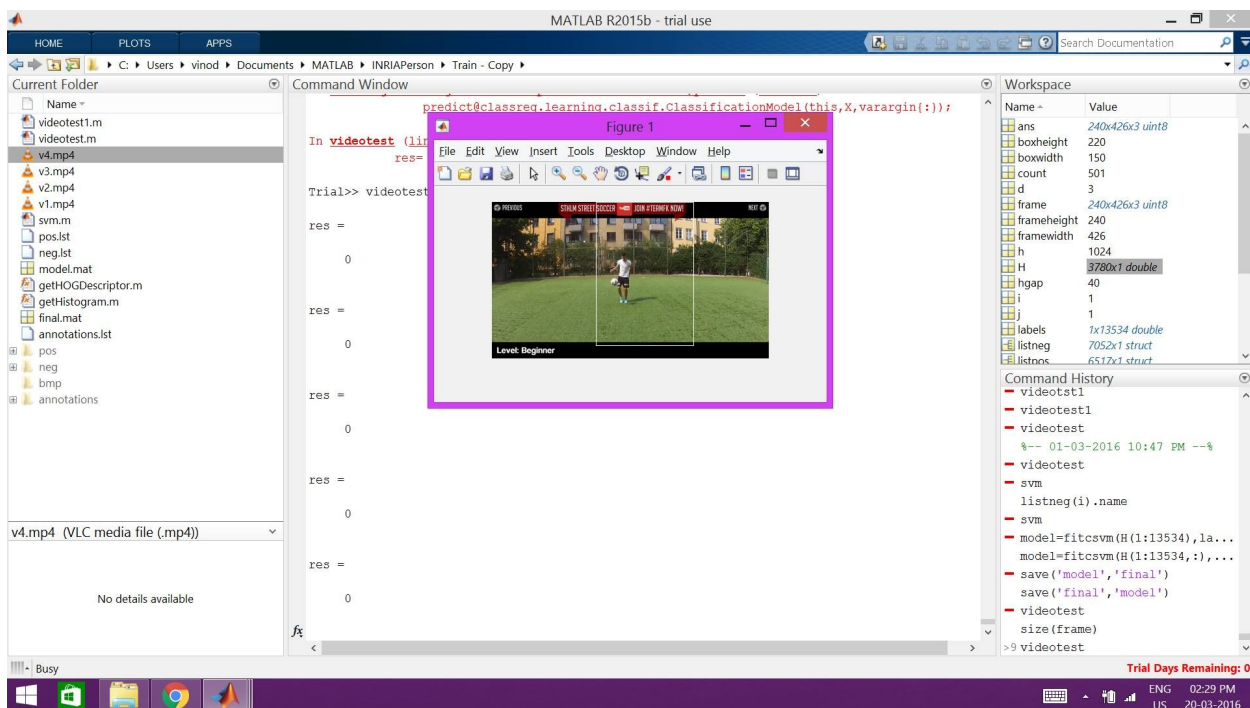 MATLAB R2015b - trial use
HOME PLOTS APPS
Search Documentation
C: Users vinod Documents MATLAB INRIAPerson Train - Copy
Current Folder
Name
videotest1.m
videotest.m
v4.mp4
v3.mp4
v2.mp4
v1.mp4
svm.m
pos.lst
neg.lst
model.mat
getHOGDescriptor.m
getHistogram.m
final.mat
annotations.lst
pos
neg
bmp
annotations
v4.mp4 (VLC media file (.mp4))
No details available
Command Window
predict@classreg.learning.classif.ClassificationModel(this,X,varargin{:});
In videotest (lin
res=
Trial>> videotest
res =
0
res =
0
res =
0
res =
0
res =
0
fx
Figure 1
File Edit View Insert Tools Desktop Window Help
PREVIOUS STHLM STREET SOCCER JOIN #TERMFK NOW! NEXT
Level: Beginner
Workspace
Name Value
ans 240x426x3 uint8
boxheight 220
boxwidth 150
count 501
d 3
frame 240x426x3 uint8
frameheight 240
framewidth 426
h 1024
H 3780x1 double
hgap 40
i 1
j 1
labels 1x13534 double
listneg 7052x1 struct
listpos 6517x1 struct
Command History
videotst1
videotest1
videotest
%-- 01-03-2016 10:47 PM --%
videotest
svm
listneg(i).name
svm
model=fitcsvm(H(1:13534),la...
model=fitcsvm(H(1:13534,:),...
save('model','final')
save('final','model')
videotest
size(frame)
9 videotest
Busy
Trial Days Remaining: 0
ENG 02:29 PM
US 20-03-2016